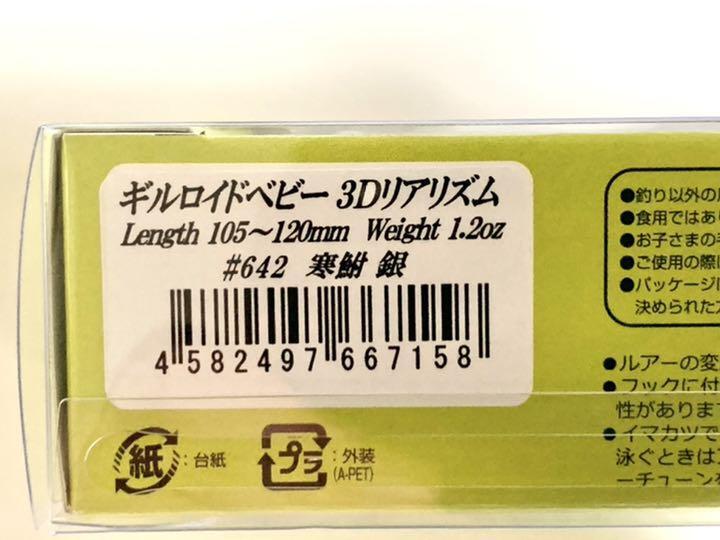 ギルロイドベビー 3Dリアリズム
Length 105～120mm Weight 1.2oz
#642 寒鮒 銀
4 582497 667158
紙 : 台紙
プラ : 外装
(A-PET)
●釣り以外の
●食用ではあ
●お子さまの
●ご使用の際
●パッケージ
決められた
●ルアーの変
●フックに付
性があります
●イマカツで
泳ぐときは
ーチューン